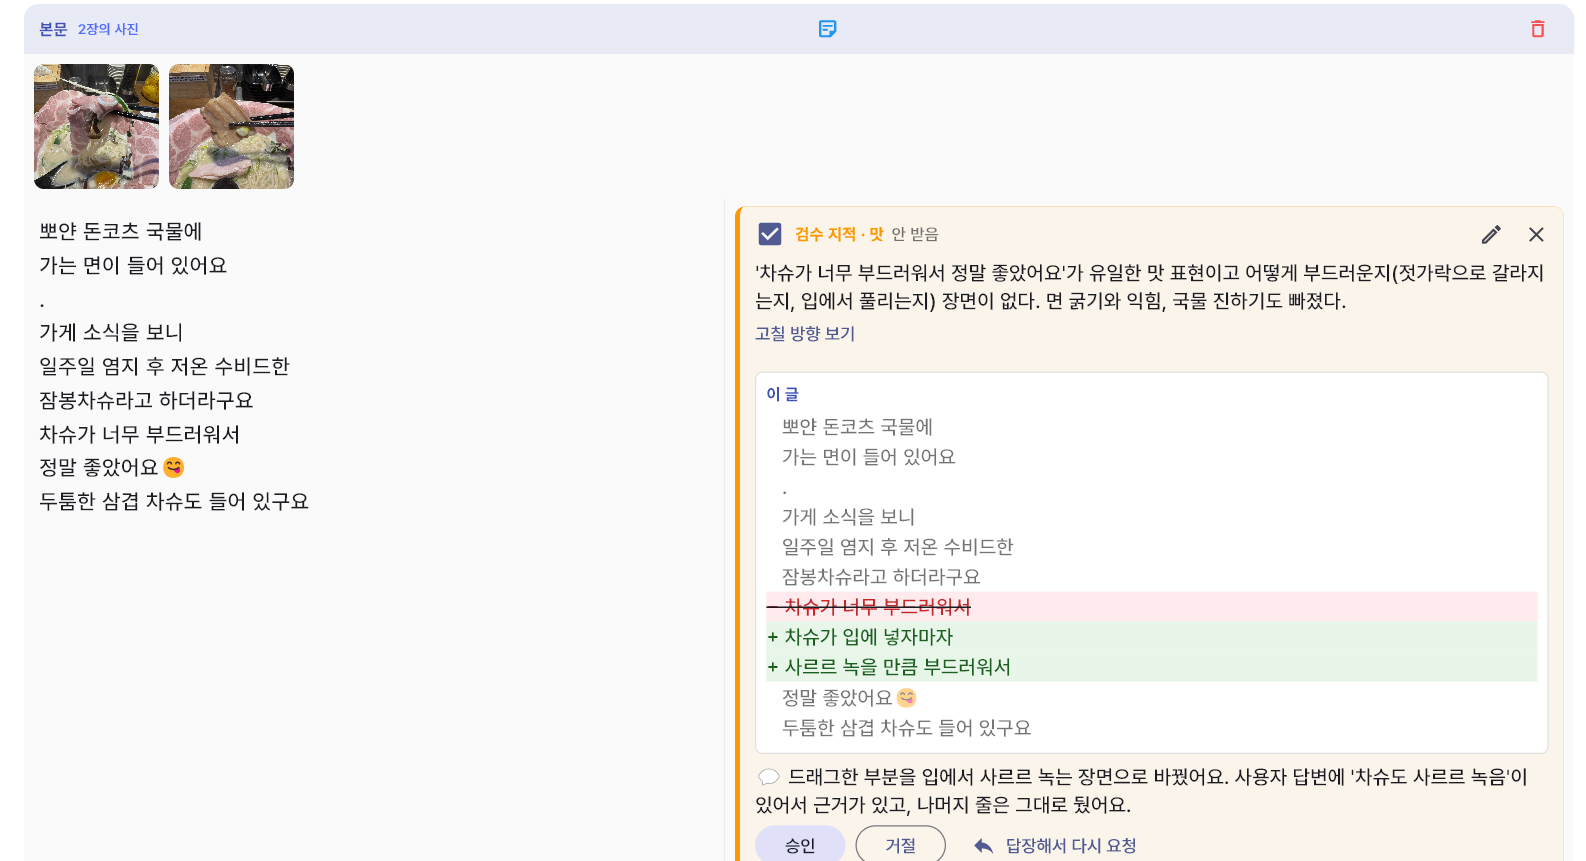 본문 2장의 사진
뽀얀 돈코츠 국물에
가는 면이 들어 있어요
.
가게 소식을 보니
일주일 염지 후 저온 수비드한
잠봉차슈라고 하더라구요
차슈가 너무 부드러워서
정말 좋았어요😋
두툼한 삼겹 차슈도 들어 있구요
검수 지적 · 맛 안 받음
'차슈가 너무 부드러워서 정말 좋았어요'가 유일한 맛 표현이고 어떻게 부드러운지(젓가락으로 갈라지
는지, 입에서 풀리는지) 장면이 없다. 면 굵기와 익힘, 국물 진하기도 빠졌다.
고칠 방향 보기
이 글
뽀얀 돈코츠 국물에
가는 면이 들어 있어요
.
가게 소식을 보니
일주일 염지 후 저온 수비드한
잠봉차슈라고 하더라구요
- 차슈가 너무 부드러워서
+ 차슈가 입에 넣자마자
+ 사르르 녹을 만큼 부드러워서
정말 좋았어요😋
두툼한 삼겹 차슈도 들어 있구요
💬 드래그한 부분을 입에서 사르르 녹는 장면으로 바꿨어요. 사용자 답변에 '차슈도 사르르 녹음'이
있어서 근거가 있고, 나머지 줄은 그대로 뒀어요.
승인 거절 답장해서 다시 요청